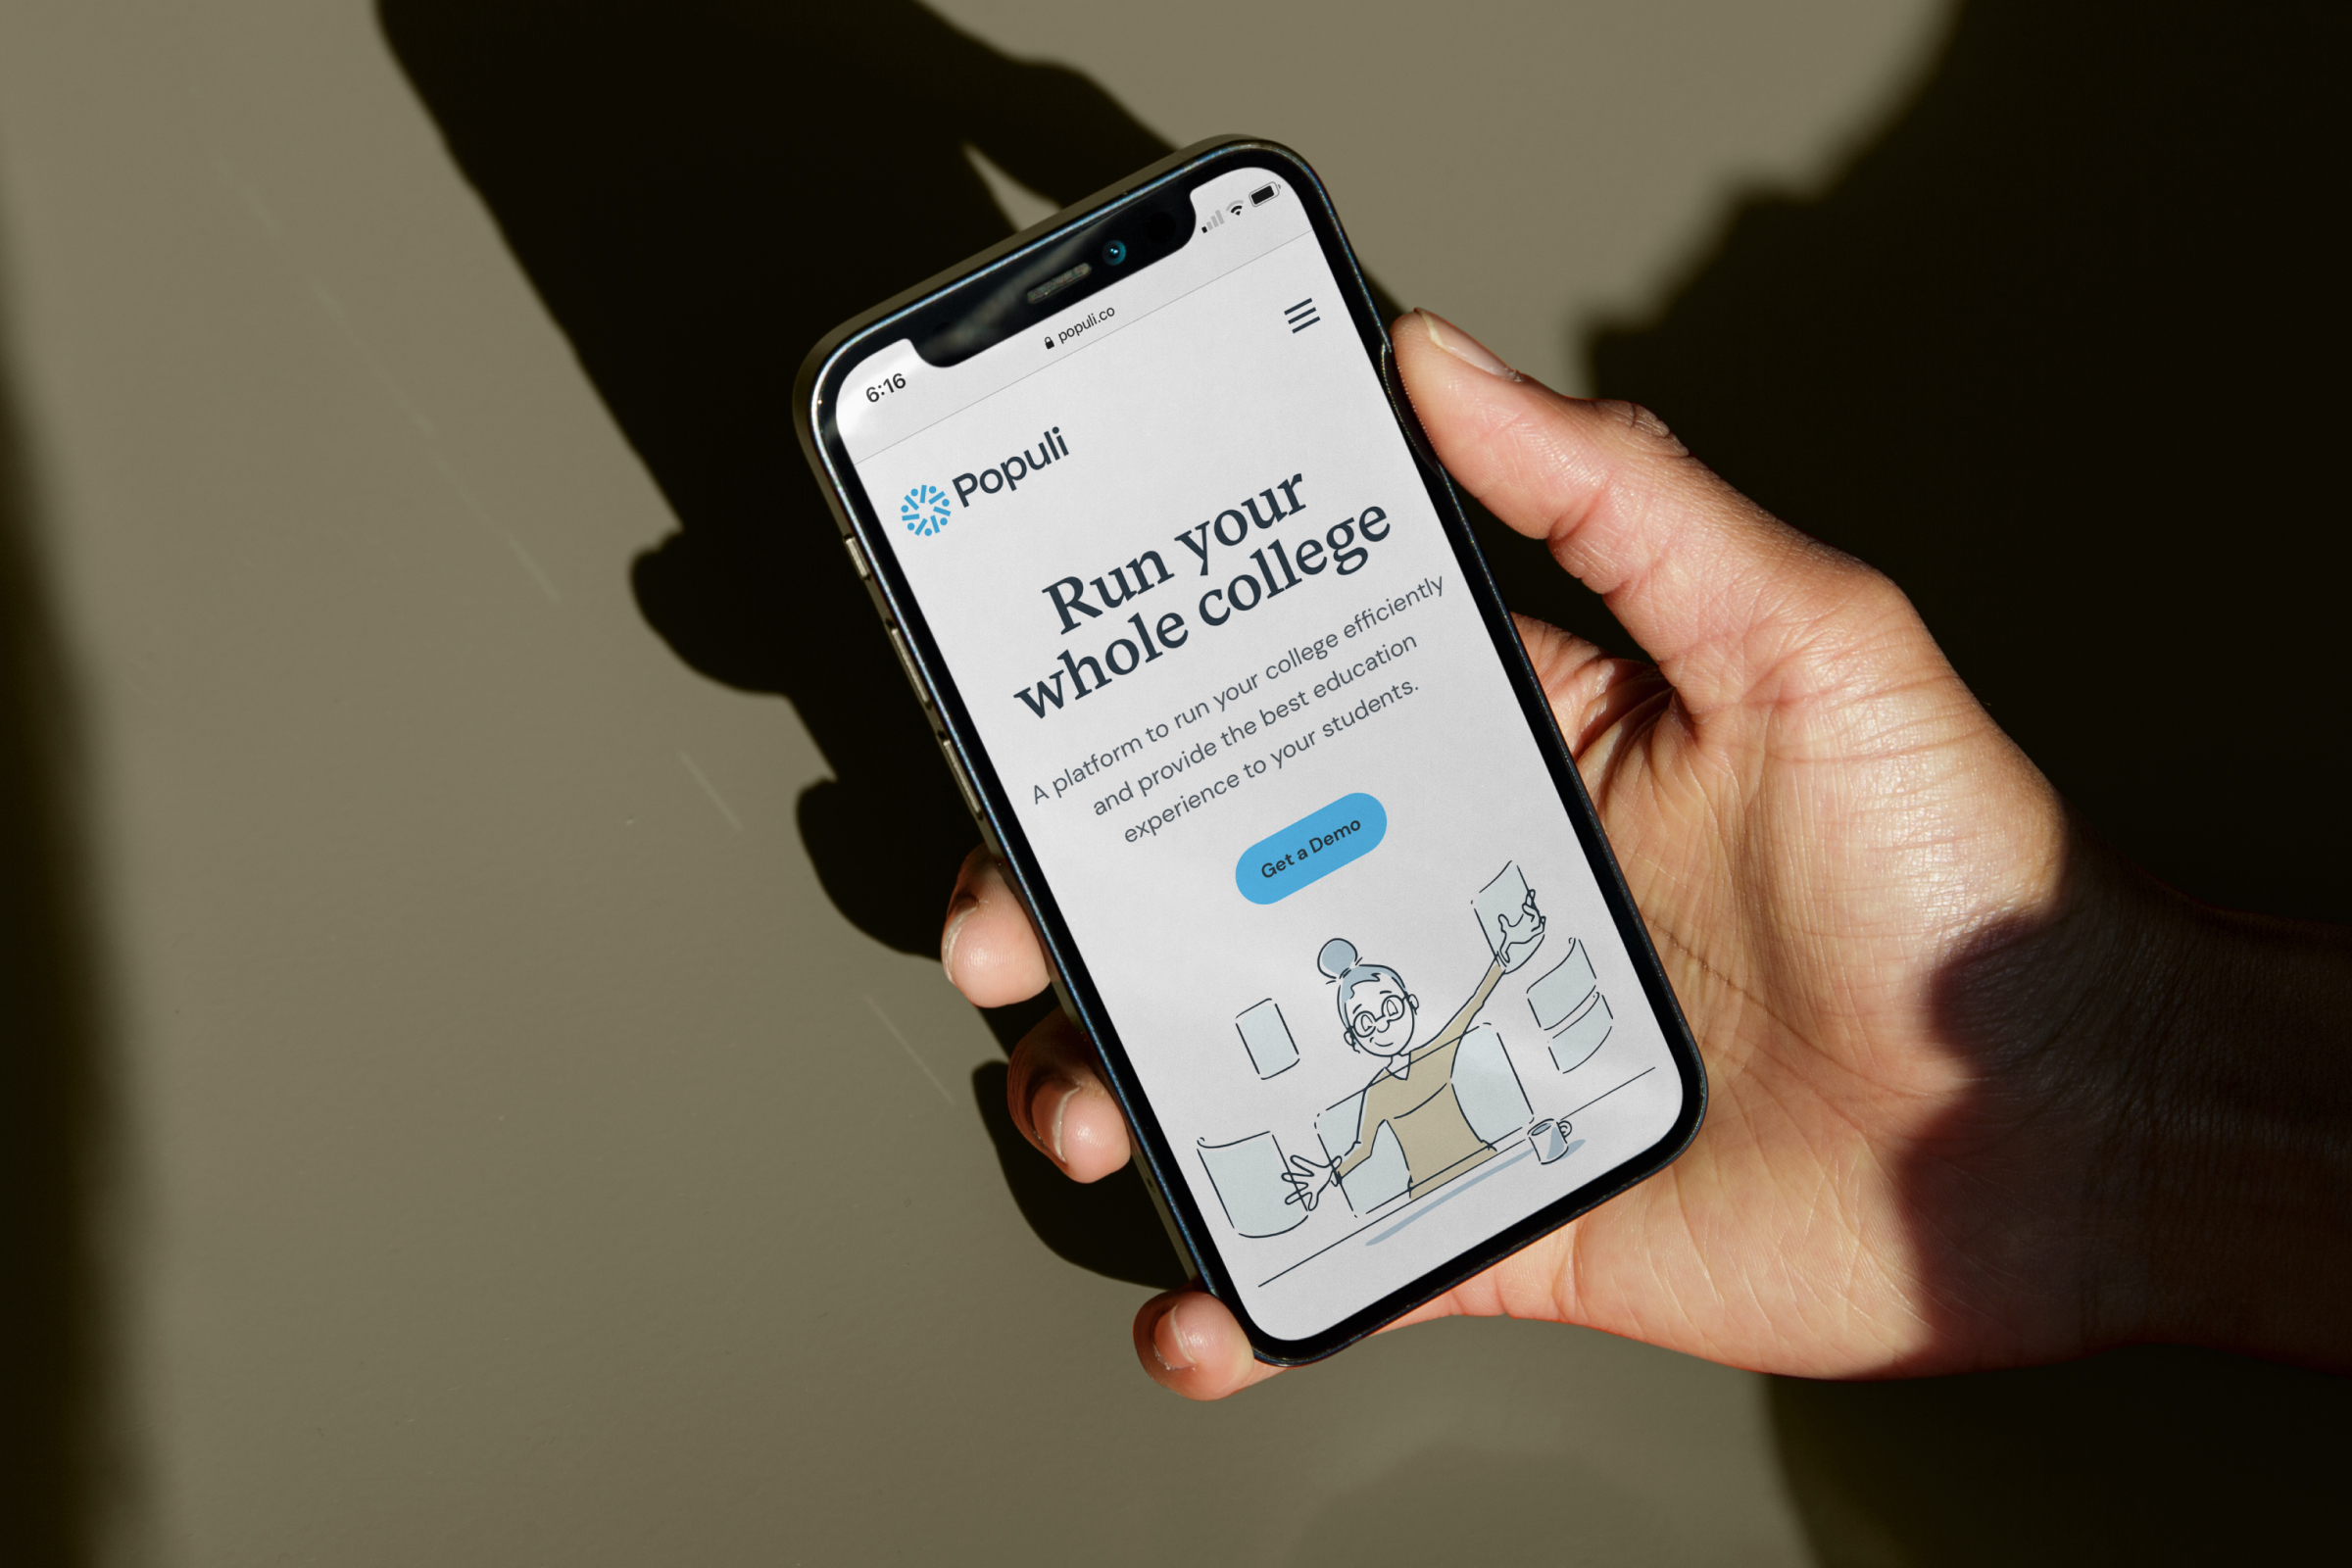 6:16
populi.co
Populi
Run your
whole college
A platform to run your college efficiently
and provide the best education
experience to your students.
Get a Demo